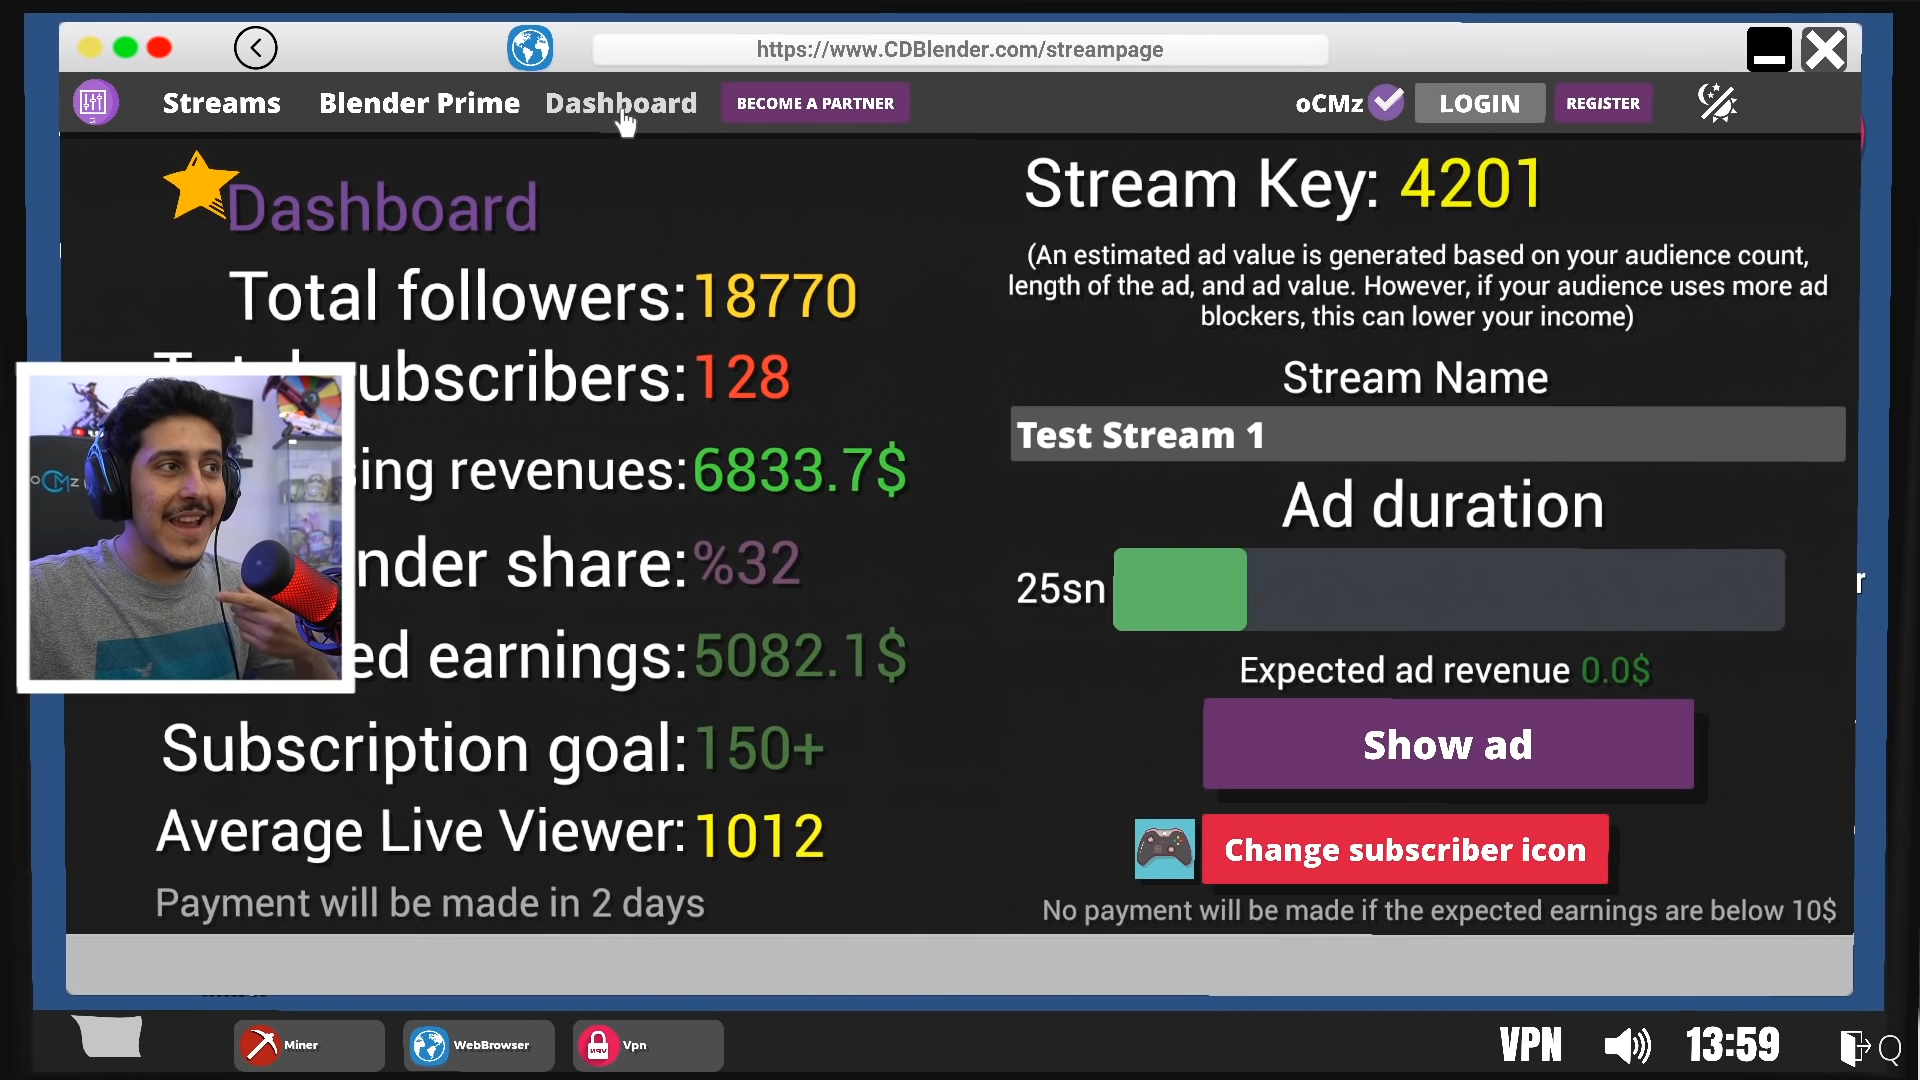 https://www.CDBlender.com/streampage
Streams Blender Prime Dashboard BECOME A PARTNER oCMz LOGIN REGISTER
Dashboard
Total followers:18770
ubscribers:128
ing revenues:6833.7$
nder share:%32
ed earnings:5082.1$
Subscription goal:150+
Average Live Viewer:1012
Payment will be made in 2 days
Stream Key: 4201
(An estimated ad value is generated based on your audience count,
length of the ad, and ad value. However, if your audience uses more ad
blockers, this can lower your income)
Stream Name
Test Stream 1
Ad duration
25sn
Expected ad revenue 0.0$
Show ad
Change subscriber icon
No payment will be made if the expected earnings are below 10$
oCMz
Miner WebBrowser Vpn VPN 13:59 Q